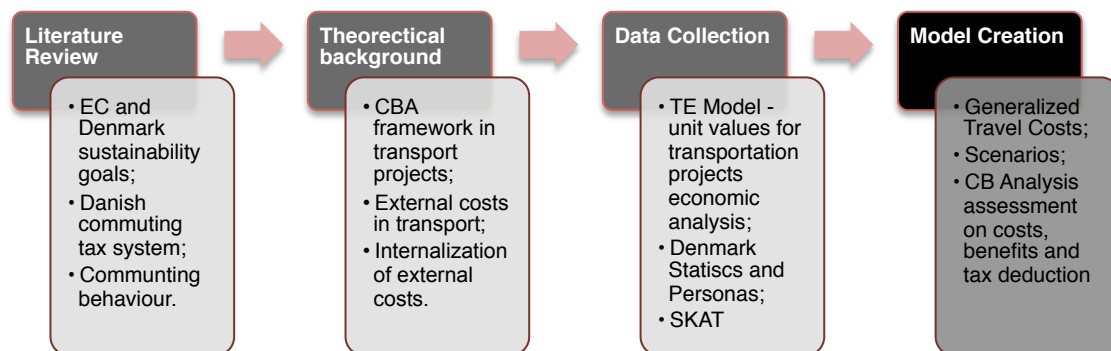 Literature
Review
• EC and
Denmark
sustainability
goals;
• Danish
commuting
tax system;
• Communting
behaviour.
Theorectical
background
• CBA
framework in
transport
projects;
• External costs
in transport;
• Internalization
of external
costs.
Data Collection
• TE Model -
unit values for
transportation
projects
economic
analysis;
• Denmark
Statiscs and
Personas;
• SKAT
Model Creation
• Generalized
Travel Costs;
• Scenarios;
• CB Analysis
assessment
on costs,
benefits and
tax deduction